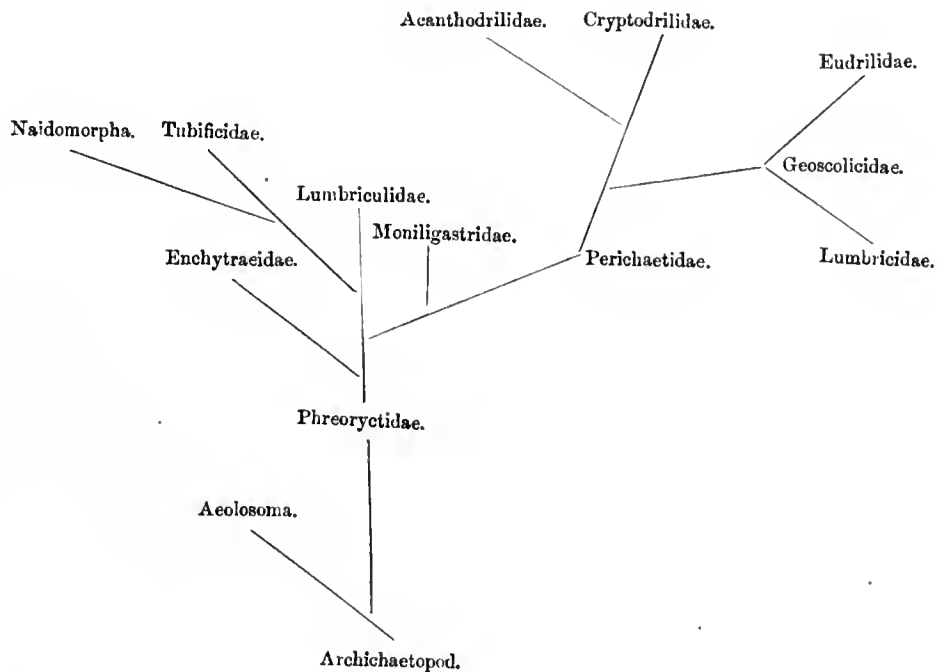 Acanthodrilidae. Cryptodrilidae.
Eudrilidae.
Naidomorpha. Tubificidae.
Geoscolicidae.
Lumbriculidae.
Moniligastridae.
Enchytraeidae. Perichaetidae. Lumbricidae.
Phreoryctidae.
Aeolosoma.
Archichaetopod.